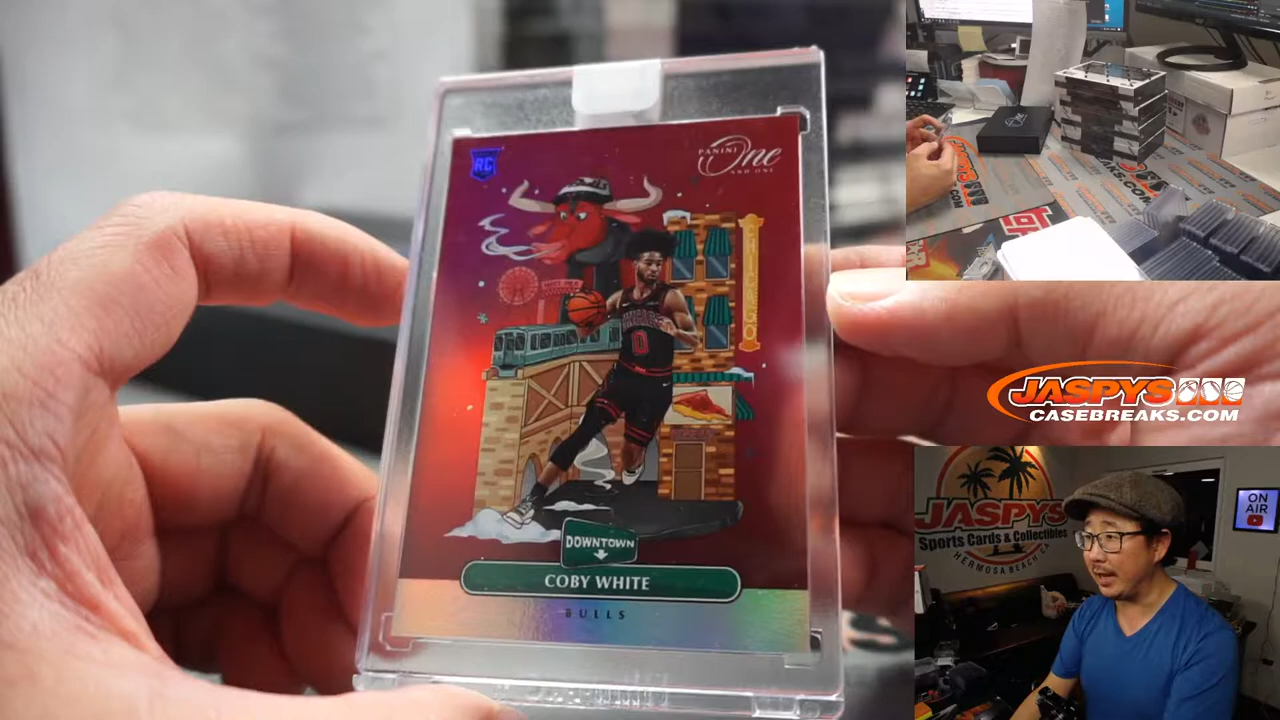 RC
PANINI
One
AND ONE
CHICAGO
0
DOWNTOWN
COBY WHITE
BULLS
JASPYS
CASEBREAKS.COM
JASPYS
Sports Cards & Collectibles
HERMOSA BEACH CA
ON
AIR